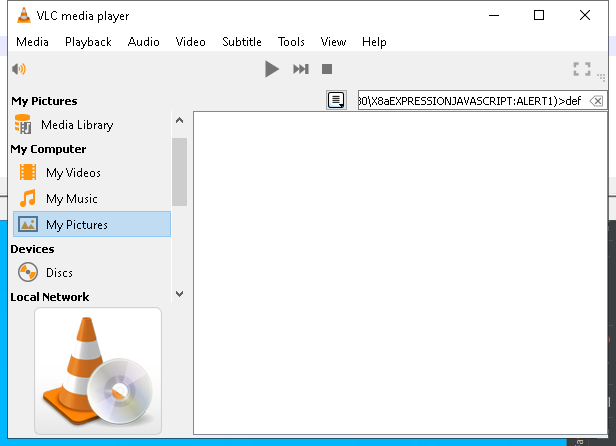 VLC media player
Media Playback Audio Video Subtitle Tools View Help
My Pictures
30\X8aEXPRESSIONJAVASCRIPT:ALERT1)>def
Media Library
My Computer
My Videos
My Music
My Pictures
Devices
Discs
Local Network